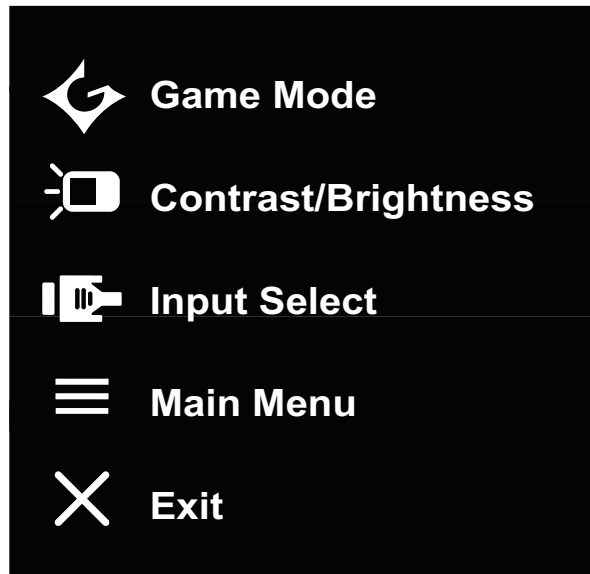 Game Mode
Contrast/Brightness
Input Select
Main Menu
Exit